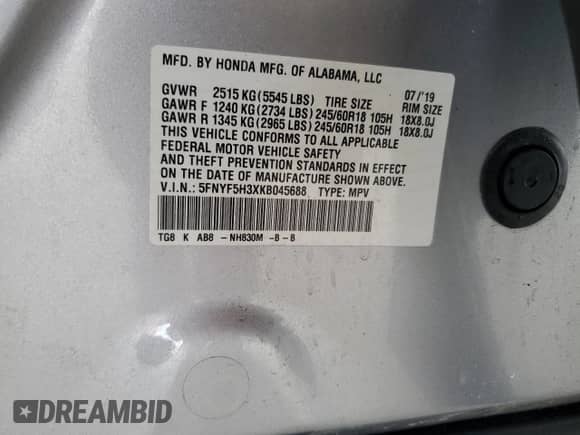 MFD. BY HONDA MFG. OF ALABAMA, LLC
07/'19
GVWR 2515 KG(5545 LBS) TIRE SIZE RIM SIZE
GAWR F 1240 KG(2734 LBS) 245/60R18 105H 18X8.0J
GAWR R 1345 KG(2965 LBS) 245/60R18 105H 18X8.0J
THIS VEHICLE CONFORMS TO ALL APPLICABLE
FEDERAL MOTOR VEHICLE SAFETY
AND THEFT PREVENTION STANDARDS IN EFFECT
ON THE DATE OF MANUFACTURE SHOWN ABOVE.
V.I.N.: 5FNYF5H3XKB045688 TYPE: MPV
TG8 K AB8 -NH830M -B-B
DREAMBID